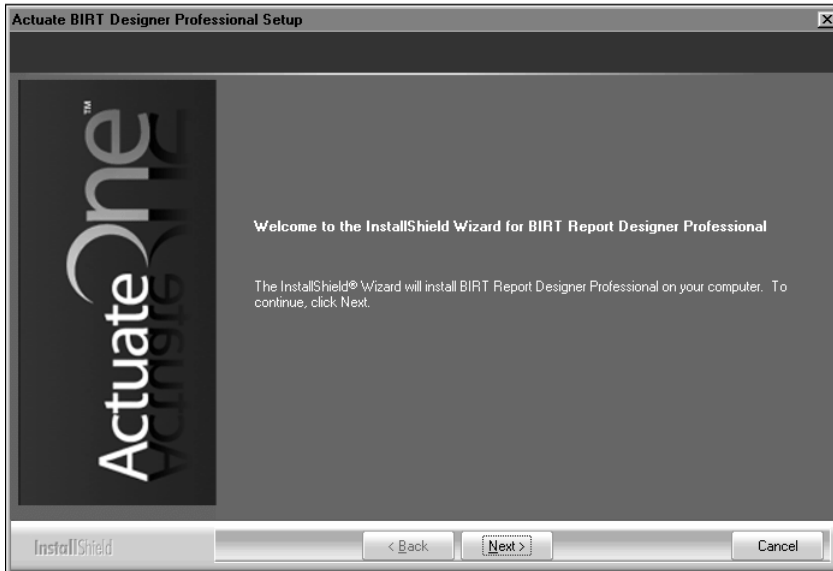 Actuate BIRT Designer Professional Setup
ActuateOne™
Welcome to the InstallShield Wizard for BIRT Report Designer Professional
The InstallShield® Wizard will install BIRT Report Designer Professional on your computer. To
continue, click Next.
InstallShield
< Back
Next >
Cancel